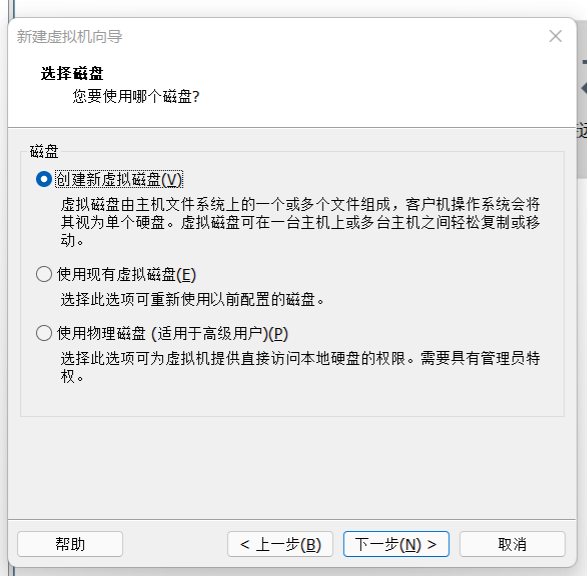 新建虚拟机向导
选择磁盘
您要使用哪个磁盘?
磁盘
创建新虚拟磁盘(V)
虚拟磁盘由主机文件系统上的一个或多个文件组成，客户机操作系统会将
其视为单个硬盘。虚拟磁盘可在一台主机上或多台主机之间轻松复制或移
动。
使用现有虚拟磁盘(E)
选择此选项可重新使用以前配置的磁盘。
使用物理磁盘 (适用于高级用户)(P)
选择此选项可为虚拟机提供直接访问本地硬盘的权限。需要具有管理员特
权。
帮助
< 上一步(B)
下一步(N) >
取消